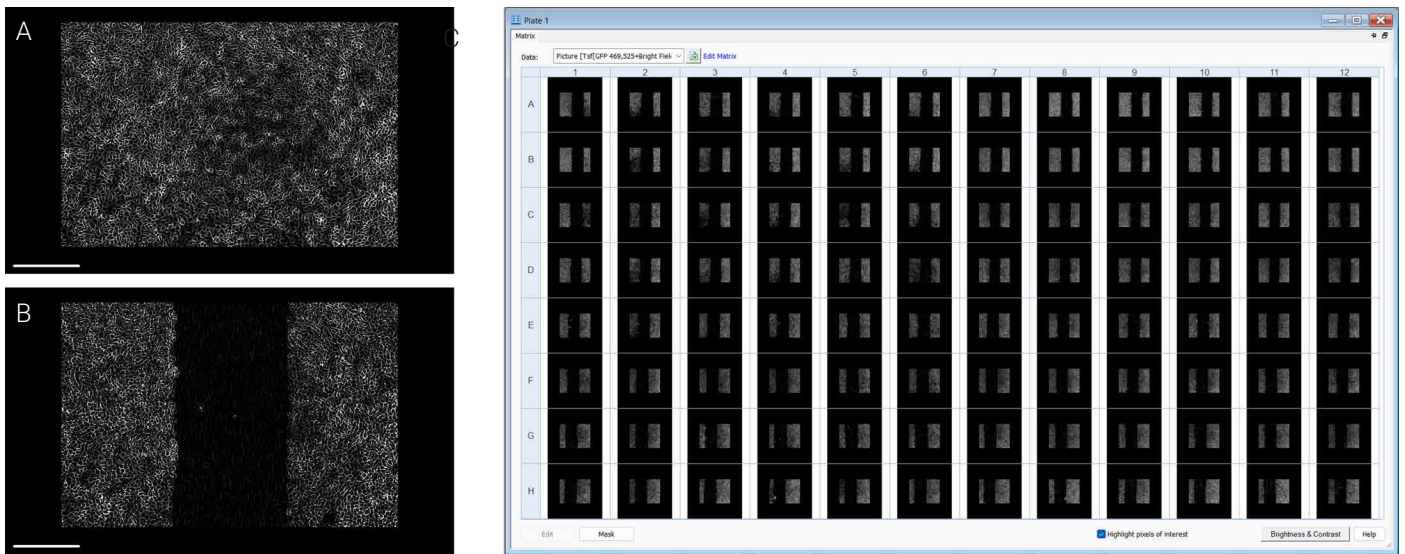 A
B
C
Plate 1
Matrix
Data: Picture [Tsf[GFP 469,525+Bright Fiel Edit Matrix
1 2 3 4 5 6 7 8 9 10 11 12
A
B
C
D
E
F
G
H
Edit Mask Highlight pixels of interest Brightness & Contrast Help